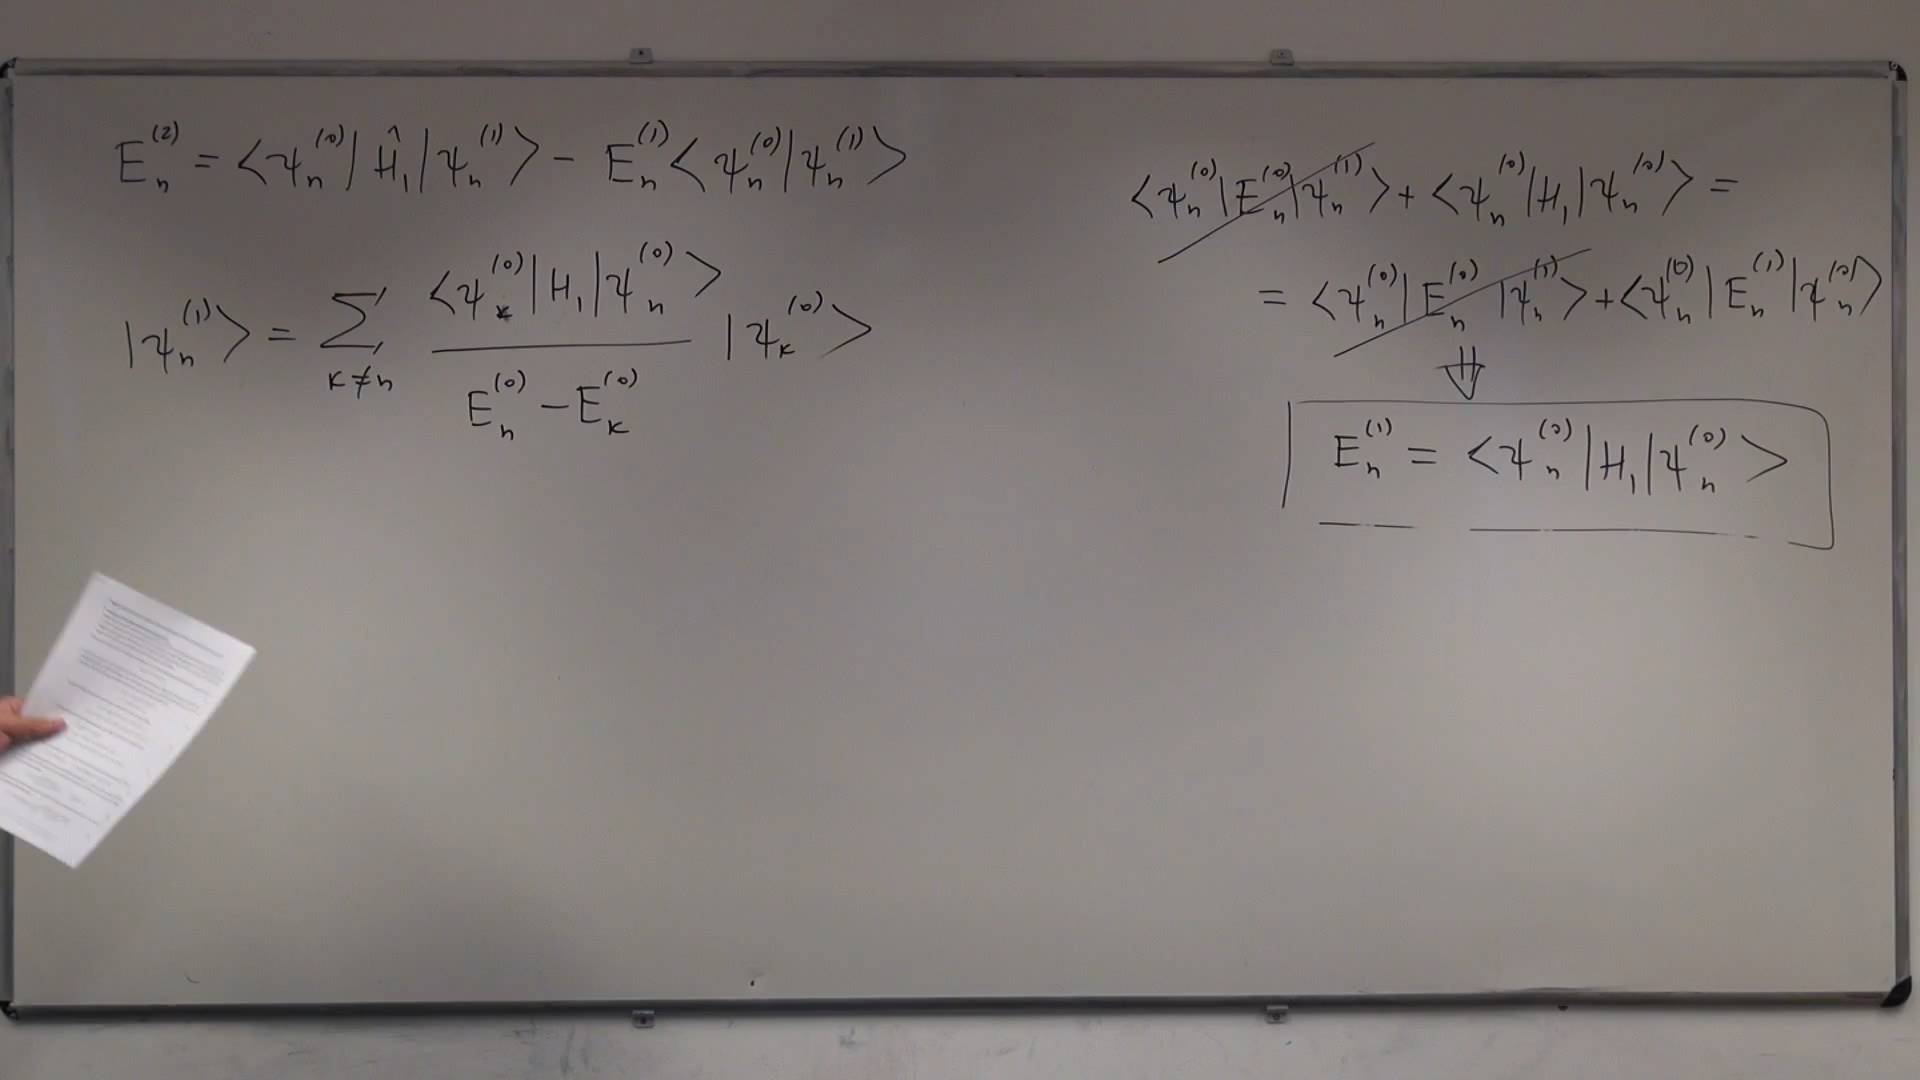 E_n^(2) = ⟨ψ_n^(0)|Ĥ_1|ψ_n^(1)⟩ − E_n^(1)⟨ψ_n^(0)|ψ_n^(1)⟩
|ψ_n^(1)⟩ = ∑_{k≠n} ⟨ψ_k^(0)|H_1|ψ_n^(0)⟩ / (E_n^(0) − E_k^(0)) |ψ_k^(0)⟩
⟨ψ_n^(0)|E_n^(0)|ψ_n^(1)⟩ + ⟨ψ_n^(0)|H_1|ψ_n^(0)⟩ =
= ⟨ψ_n^(0)|E_n^(0)|ψ_n^(1)⟩ + ⟨ψ_n^(0)|E_n^(1)|ψ_n^(0)⟩
⇓
E_n^(1) = ⟨ψ_n^(0)|H_1|ψ_n^(0)⟩